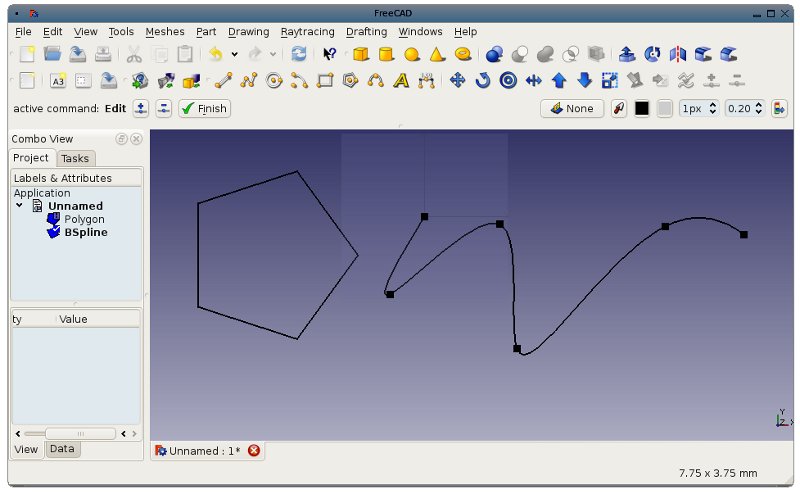 FreeCAD
File Edit View Tools Meshes Part Drawing Raytracing Drafting Windows Help
A3 A
active command: Edit Finish None 1px 0.20
Combo View
Project Tasks
Labels & Attributes
Application
Unnamed
Polygon
BSpline
ty Value
View Data
Unnamed : 1*
Y
Z X
7.75 x 3.75 mm